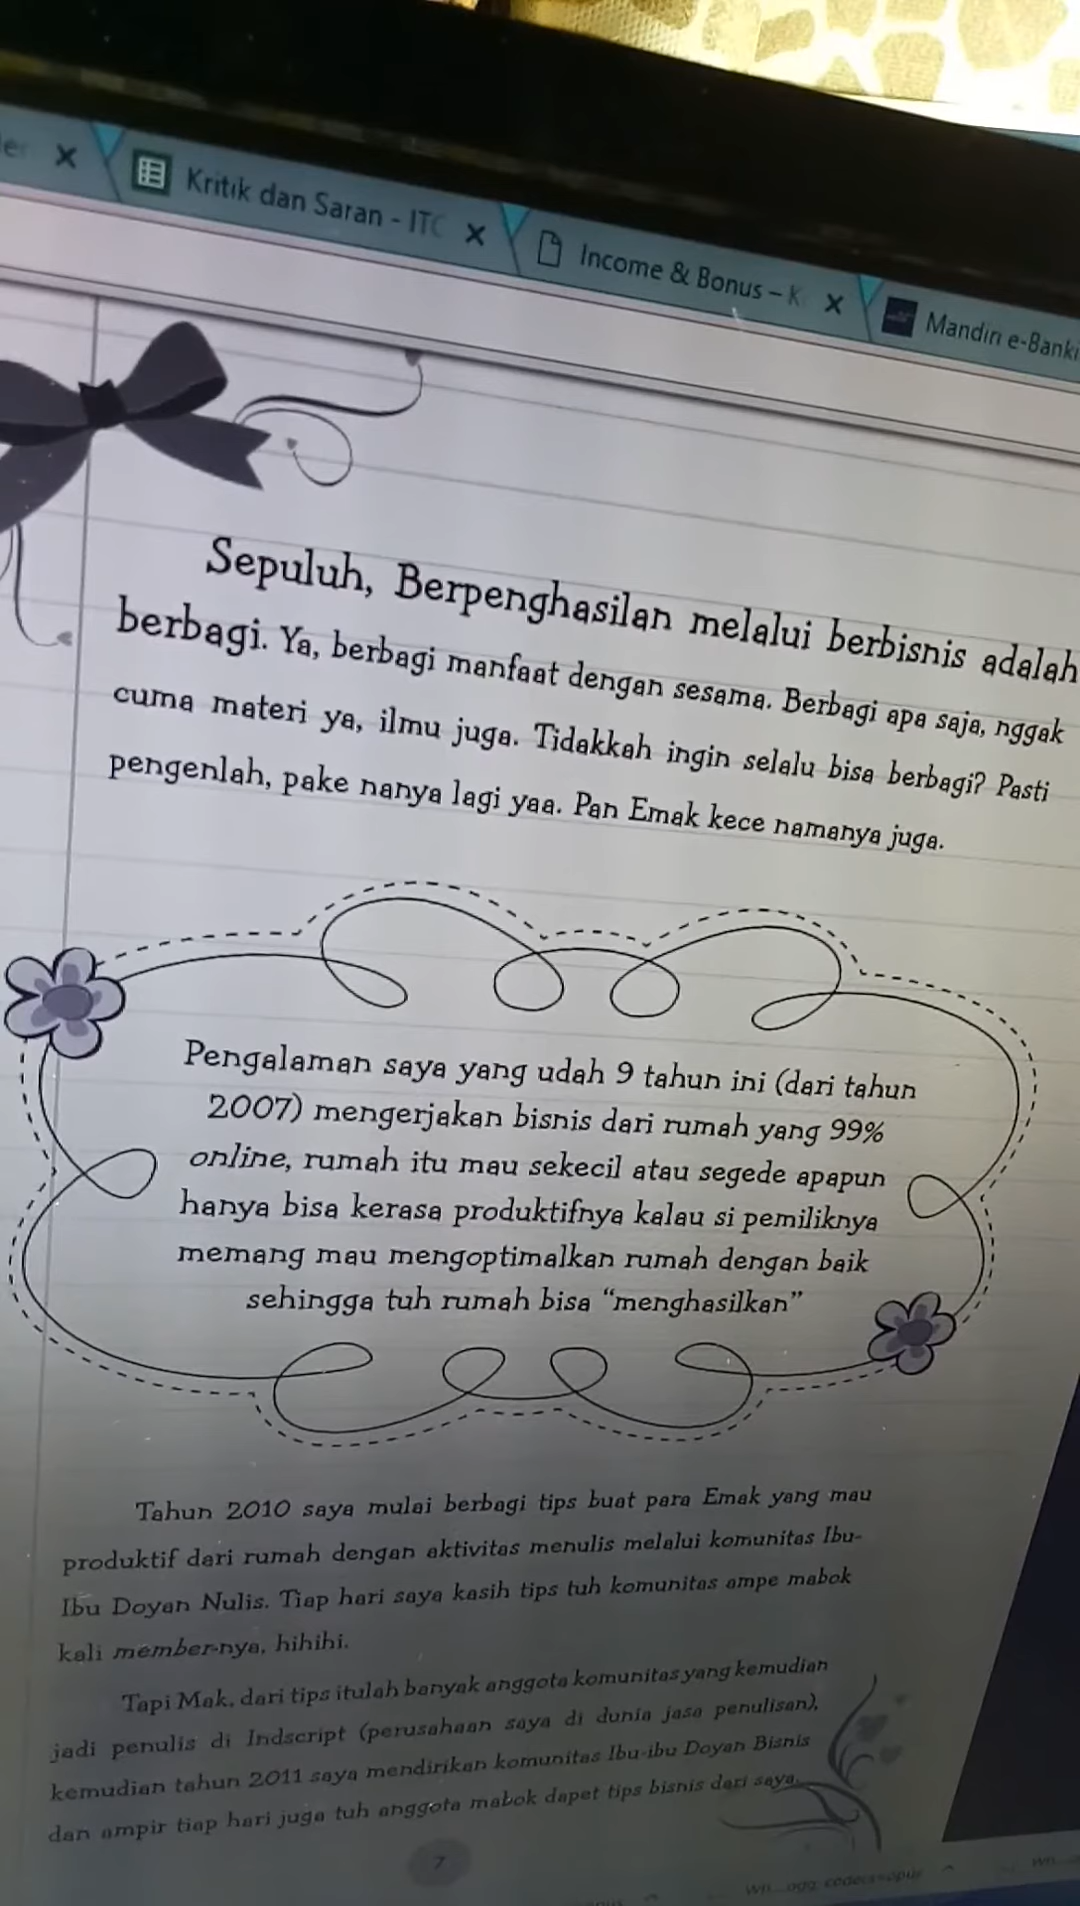 Kritik dan Saran - ITC
Income & Bonus – K
Mandiri e-Banki
Sepuluh, Berpenghasilan melalui berbisnis adalah
berbagi. Ya, berbagi manfaat dengan sesama. Berbagi apa saja, nggak
cuma materi ya, ilmu juga. Tidakkah ingin selalu bisa berbagi? Pasti
pengenlah, pake nanya lagi yaa. Pan Emak kece namanya juga.
Pengalaman saya yang udah 9 tahun ini (dari tahun
2007) mengerjakan bisnis dari rumah yang 99%
online, rumah itu mau sekecil atau segede apapun
hanya bisa kerasa produktifnya kalau si pemiliknya
memang mau mengoptimalkan rumah dengan baik
sehingga tuh rumah bisa “menghasilkan”
Tahun 2010 saya mulai berbagi tips buat para Emak yang mau
produktif dari rumah dengan aktivitas menulis melalui komunitas Ibu-
Ibu Doyan Nulis. Tiap hari saya kasih tips tuh komunitas ampe mabok
kali member-nya, hihihi.
Tapi Mak, dari tips itulah banyak anggota komunitas yang kemudian
jadi penulis di Indscript (perusahaan saya di dunia jasa penulisan),
kemudian tahun 2011 saya mendirikan komunitas Ibu-ibu Doyan Bisnis
dan ampir tiap hari juga tuh anggota mabok dapet tips bisnis dari saya.
7